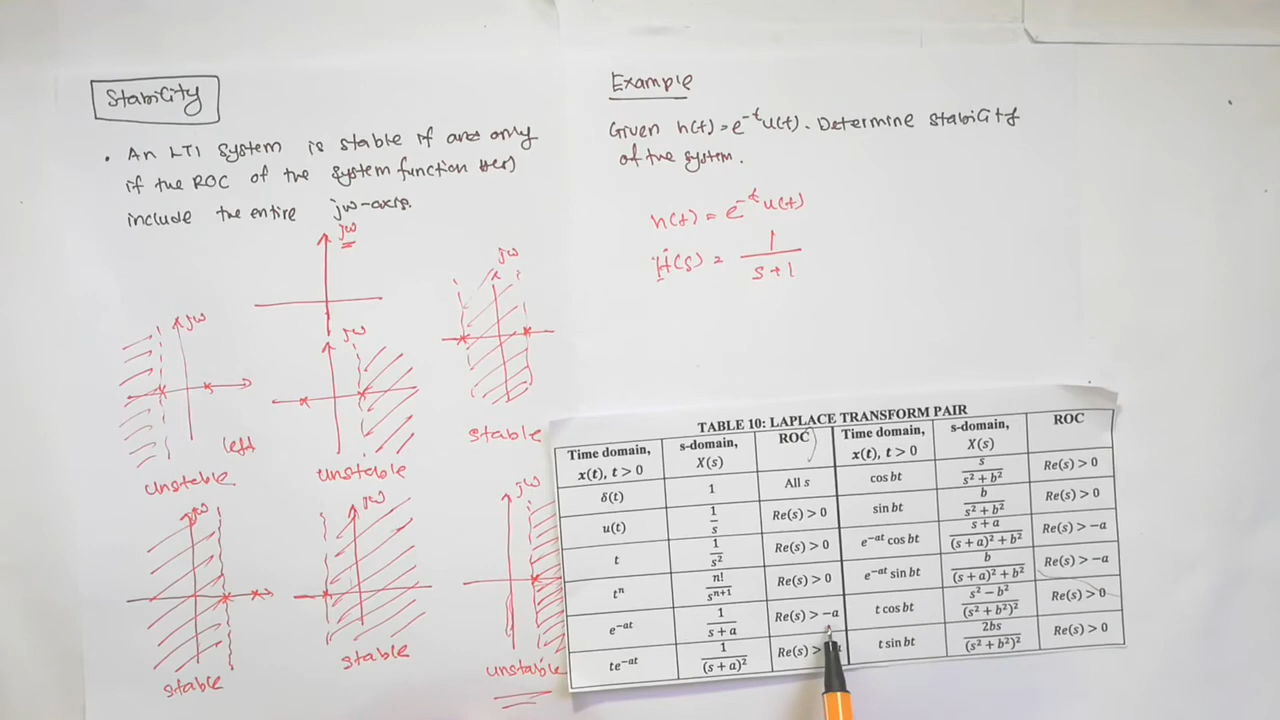 Stability
• An LTI system is stable if and only
if the ROC of the system function H(s)
include the entire jω-axis.
jω
jω
jω
jω
left
Unstable
Unstable
stable
jω
jω
jω
stable
stable
unstable
Example
Given h(t)=e^-t u(t). Determine stability
of the system.
h(t) = e^-t u(t)
H(s) = 1/(s+1)
TABLE 10: LAPLACE TRANSFORM PAIR
Time domain, x(t), t > 0 | s-domain, X(s) | ROC | Time domain, x(t), t > 0 | s-domain, X(s) | ROC
δ(t) | 1 | All s | cos bt | s/(s² + b²) | Re(s) > 0
u(t) | 1/s | Re(s) > 0 | sin bt | b/(s² + b²) | Re(s) > 0
t | 1/s² | Re(s) > 0 | e^-at cos bt | (s + a)/((s + a)² + b²) | Re(s) > −a
t^n | n!/s^(n+1) | Re(s) > 0 | e^-at sin bt | b/((s + a)² + b²) | Re(s) > −a
e^-at | 1/(s + a) | Re(s) > −a | t cos bt | (s² − b²)/((s² + b²)²) | Re(s) > 0
te^-at | 1/(s + a)² | Re(s) > | t sin bt | 2bs/((s² + b²)²) | Re(s) > 0